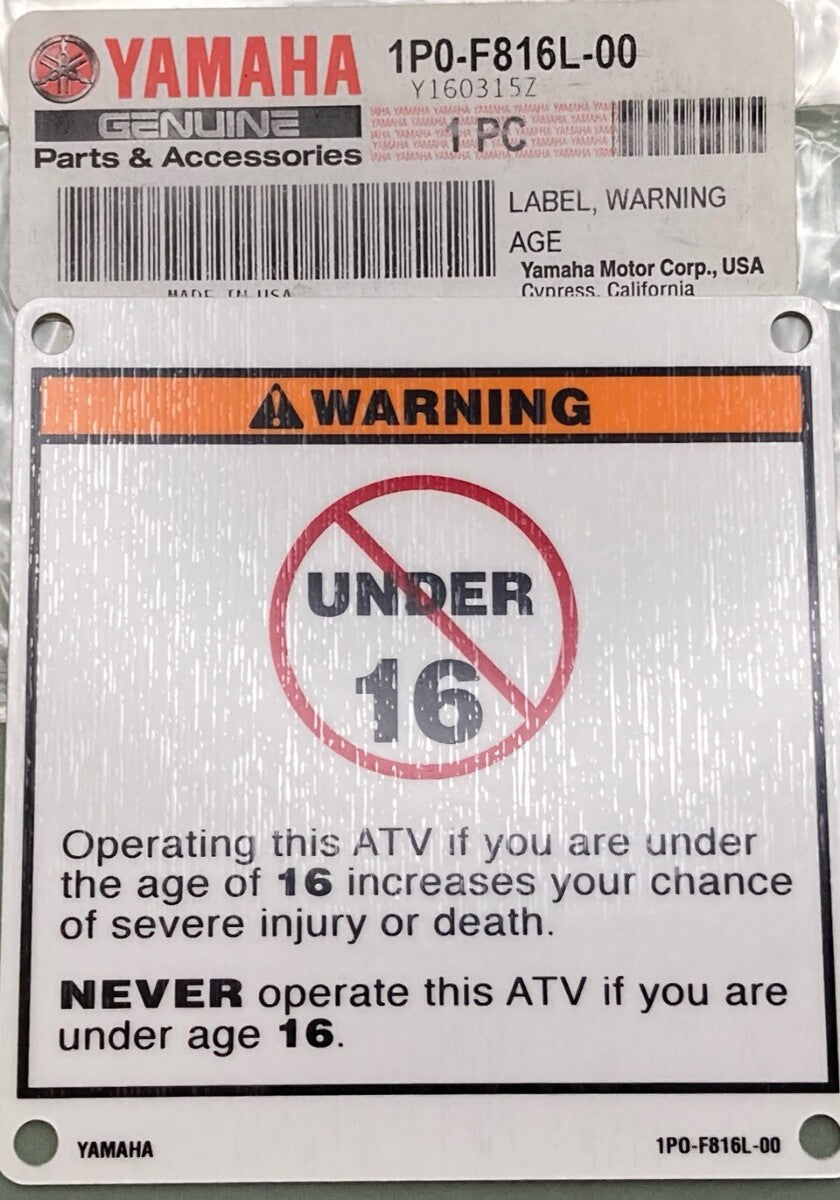 YAMAHA 1P0-F816L-00
Y160315Z
GENUINE
1 PC
Parts & Accessories
LABEL, WARNING
AGE
Yamaha Motor Corp., USA
MADE IN USA
Cypress, California
WARNING
UNDER
16
Operating this ATV if you are under
the age of 16 increases your chance
of severe injury or death.
NEVER operate this ATV if you are
under age 16.
YAMAHA 1P0-F816L-00